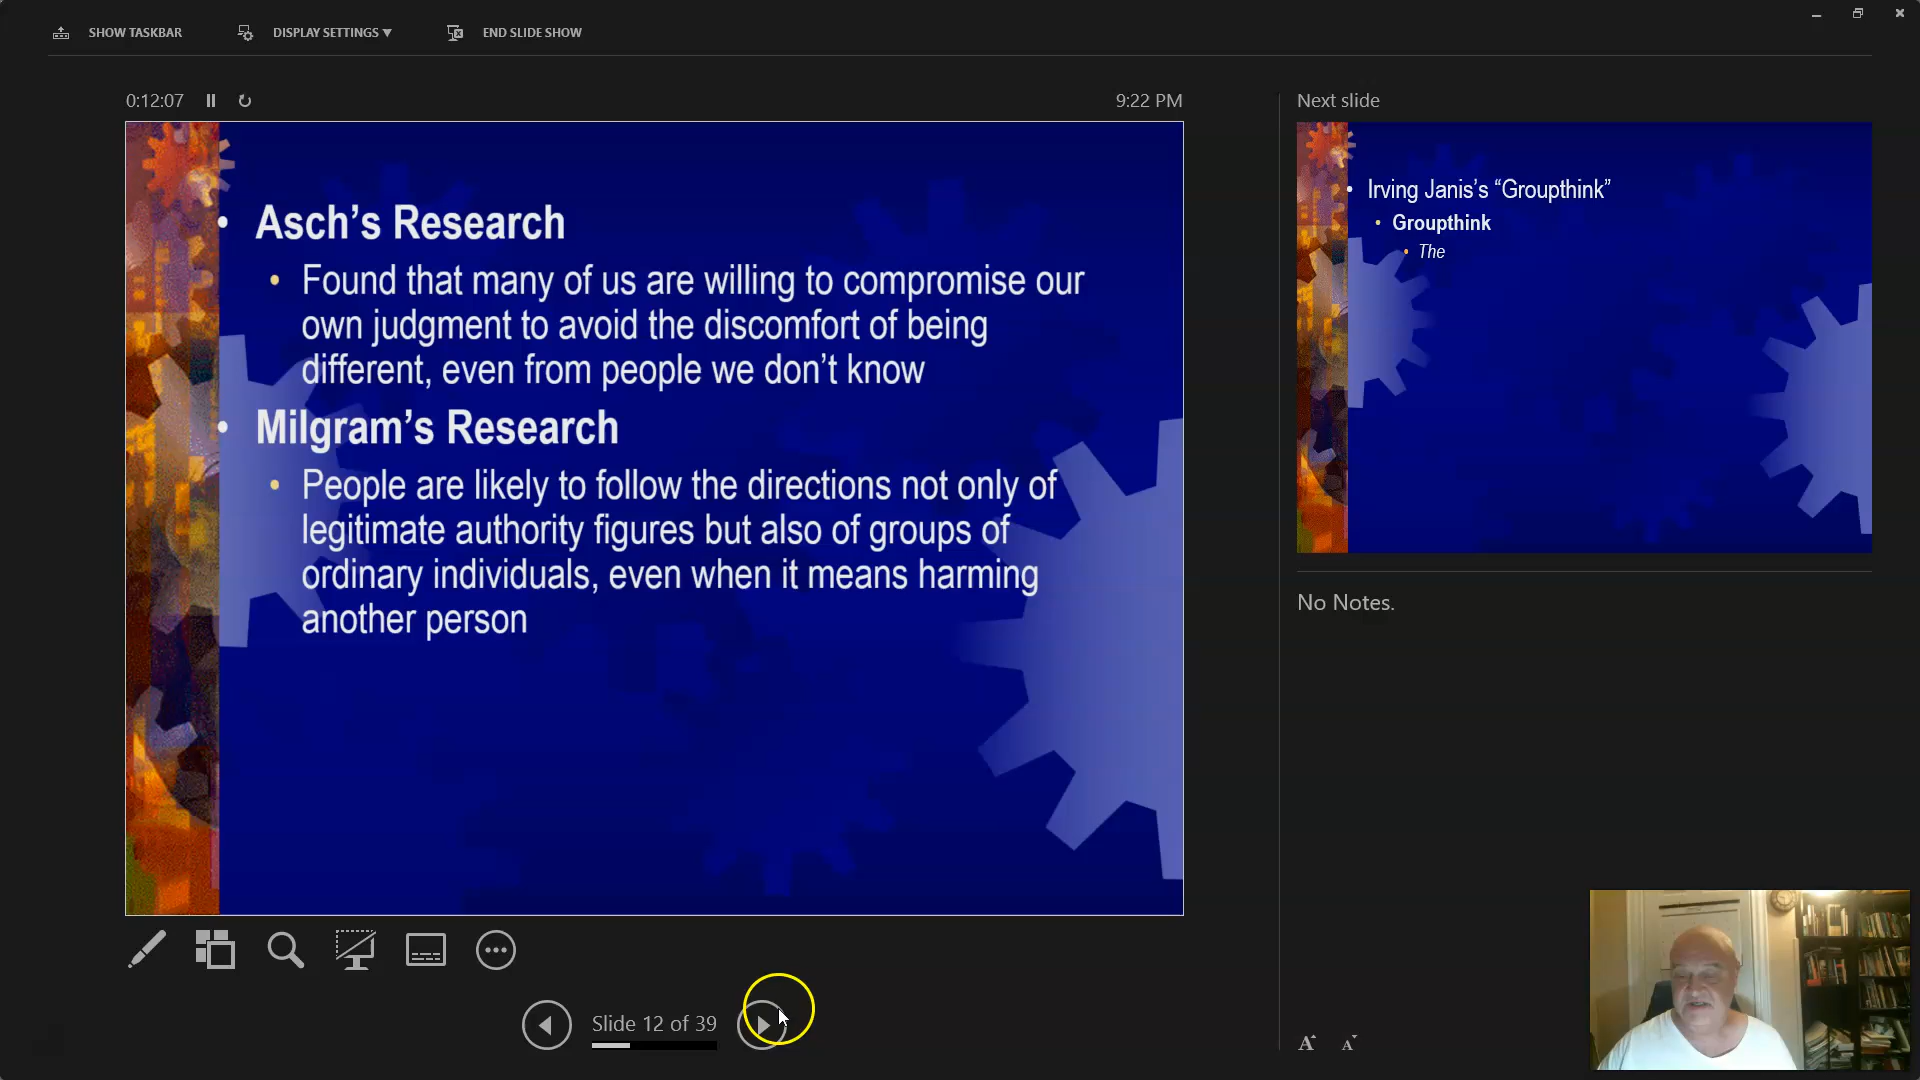 SHOW TASKBAR
DISPLAY SETTINGS ▼
END SLIDE SHOW
0:12:07
9:22 PM
Next slide
• Asch’s Research
• Found that many of us are willing to compromise our
own judgment to avoid the discomfort of being
different, even from people we don’t know
• Milgram’s Research
• People are likely to follow the directions not only of
legitimate authority figures but also of groups of
ordinary individuals, even when it means harming
another person
• Irving Janis’s “Groupthink”
• Groupthink
• The
No Notes.
Slide 12 of 39
A
A